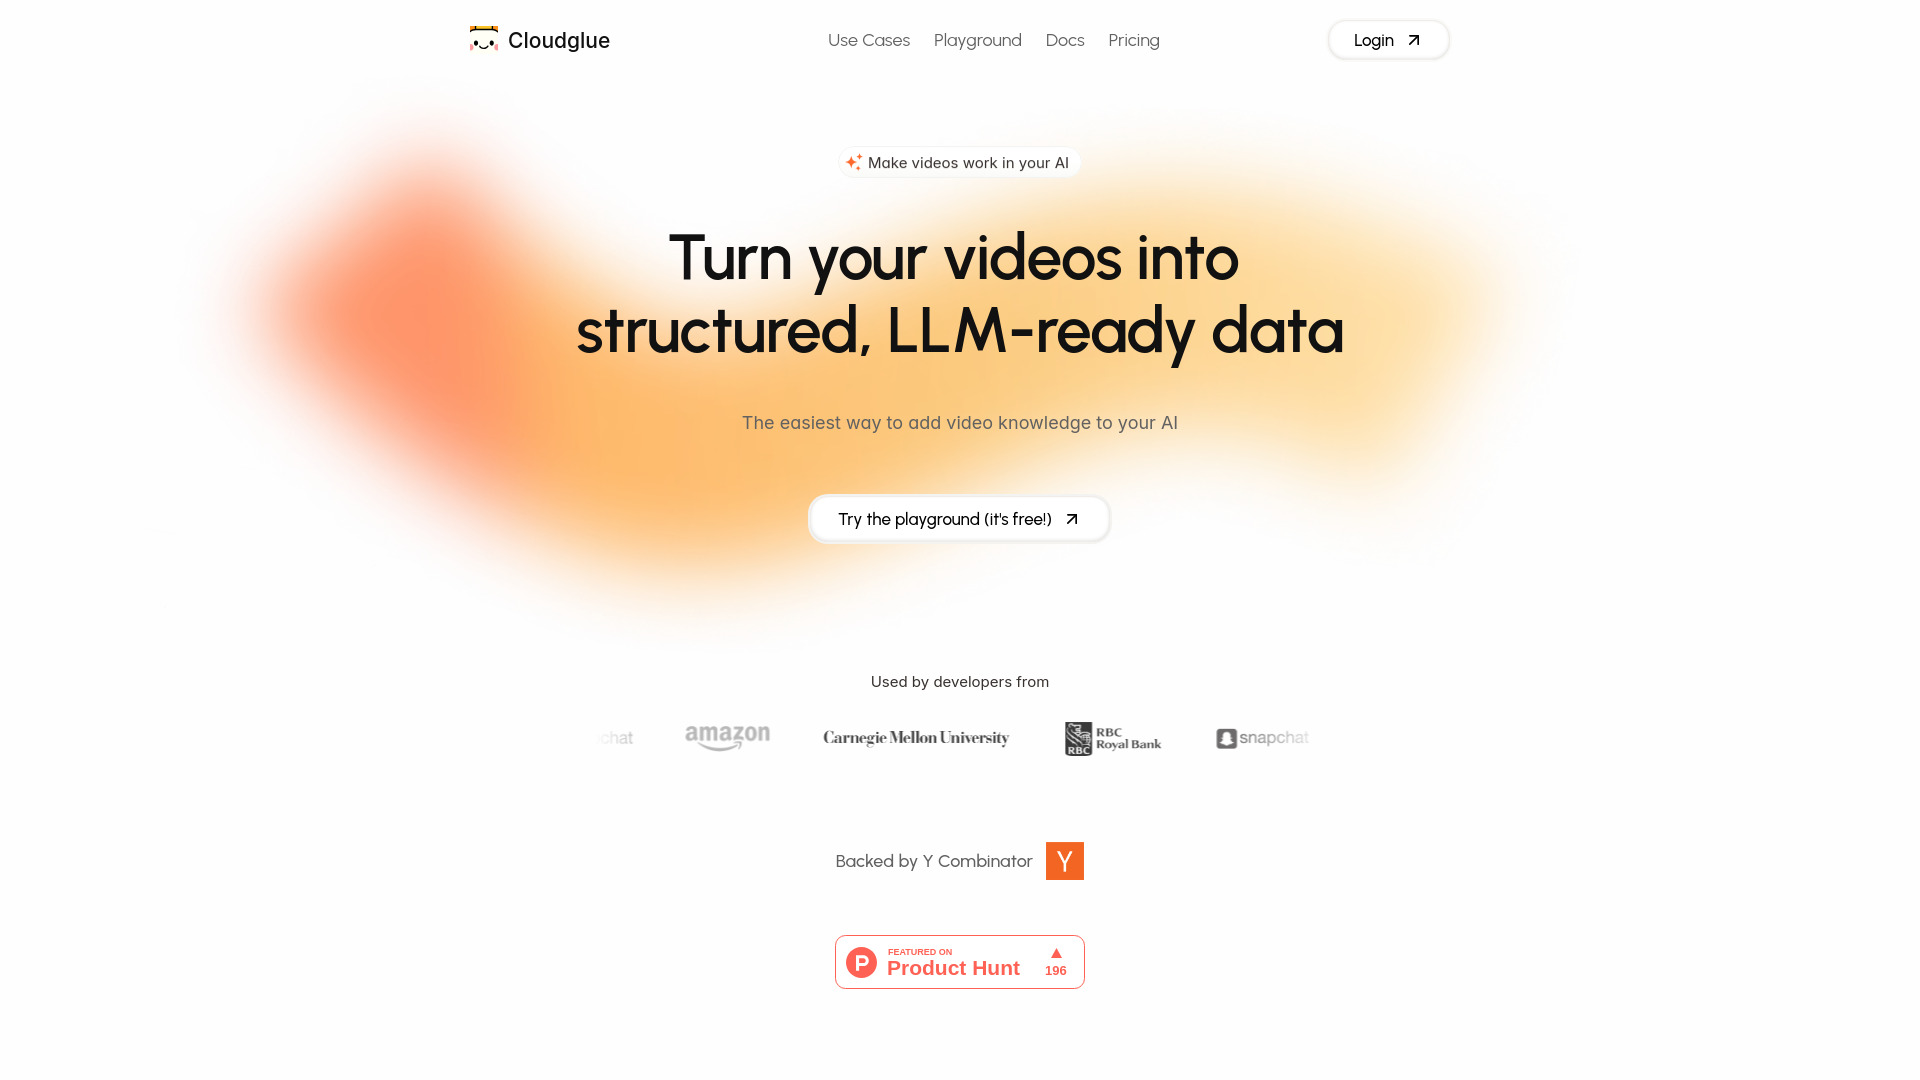 Cloudglue
Use Cases
Playground
Docs
Pricing
Login
Make videos work in your AI
Turn your videos into
structured, LLM-ready data
The easiest way to add video knowledge to your AI
Try the playground (it's free!)
Used by developers from
chat
amazon
Carnegie Mellon University
RBC
RBC
Royal Bank
snapchat
Backed by Y Combinator
Y
P
FEATURED ON
Product Hunt
196